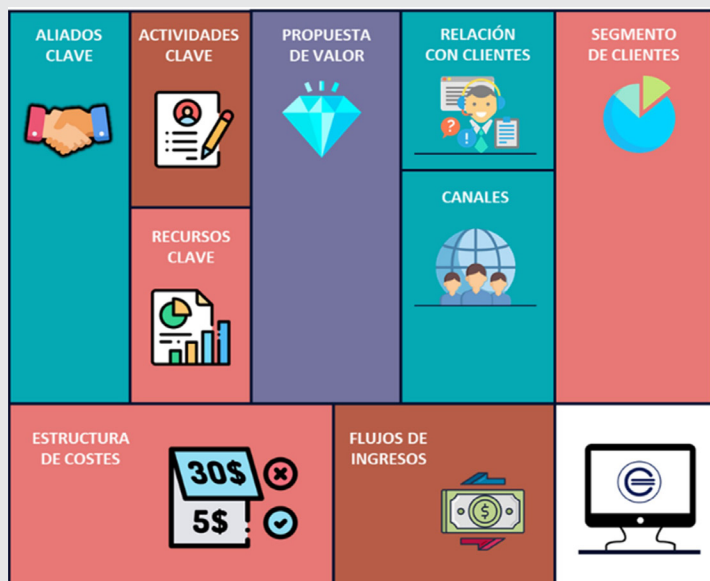 ALIADOS
CLAVE
ACTIVIDADES
CLAVE
PROPUESTA
DE VALOR
RELACIÓN
CON CLIENTES
SEGMENTO
DE CLIENTES
?
!
CANALES
RECURSOS
CLAVE
ESTRUCTURA
DE COSTES
30$
5$
FLUJOS DE
INGRESOS
$